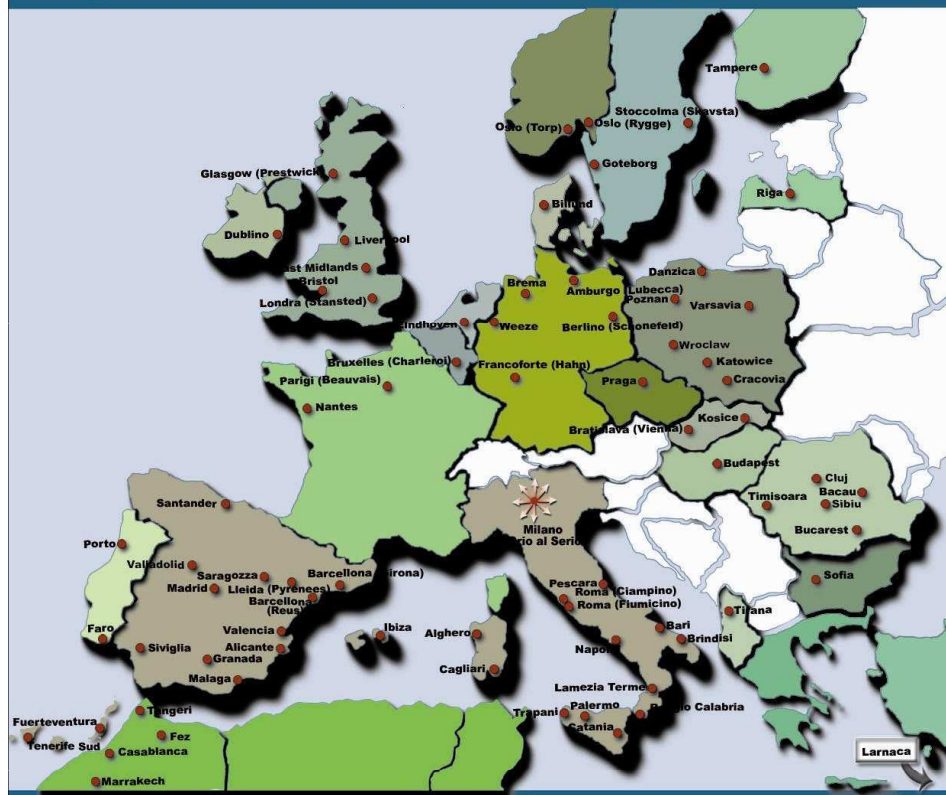 Tampere
Stoccolma (Skavsta)
Oslo (Torp)
Oslo (Rygge)
Goteborg
Glasgow (Prestwick)
Riga
Billund
Dublino
Liverpool
Midlands
Bristol
Londra (Stansted)
Danzica
Brema
Amburgo (Lubecca)
Poznan
Varsavia
Eindhoven
Weeze
Berlino (Schonefeld)
Wroclaw
Bruxelles (Charleroi)
Francoforte (Hahn)
Katowice
Parigi (Beauvais)
Praga
Cracovia
Nantes
Kosice
Bratislava (Vienna)
Budapest
Cluj
Bacau
Timisoara
Sibiu
Bucarest
Santander
Milano
al Serio
Porto
Valladolid
Saragozza
Barcellona (Girona)
Madrid
Lleida (Pyrenees)
Barcellona
(Reus)
Pescara
Roma (Ciampino)
Roma (Fiumicino)
Sofia
Tirana
Faro
Valencia
Ibiza
Alghero
Bari
Brindisi
Siviglia
Alicante
Granada
Napoli
Malaga
Cagliari
Lamezia Terme
Tangeri
Trapani
Palermo
Calabria
Catania
Fuerteventura
Tenerife Sud
Fez
Casablanca
Marrakech
Larnaca